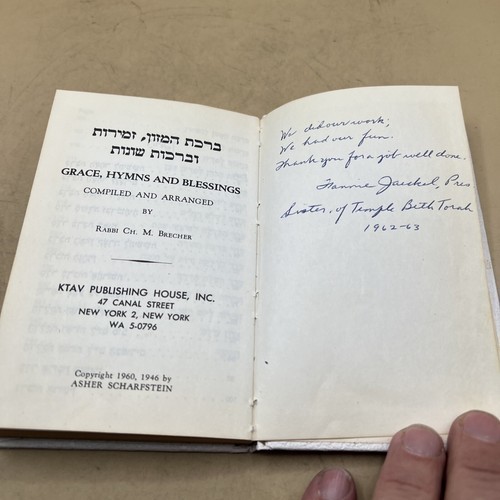 ברכת המזון, זמירות
וברכות שונות
GRACE, HYMNS AND BLESSINGS
COMPILED AND ARRANGED
BY
RABBI CH. M. BRECHER
KTAV PUBLISHING HOUSE, INC.
47 CANAL STREET
NEW YORK 2, NEW YORK
WA 5-0796
Copyright 1960, 1946 by
ASHER SCHARFSTEIN
We did our work,
We had our fun.
Thank you for a job well done.
Fannie Jaeskel, Pres
Sister. of Temple Beth Torah
1962-63